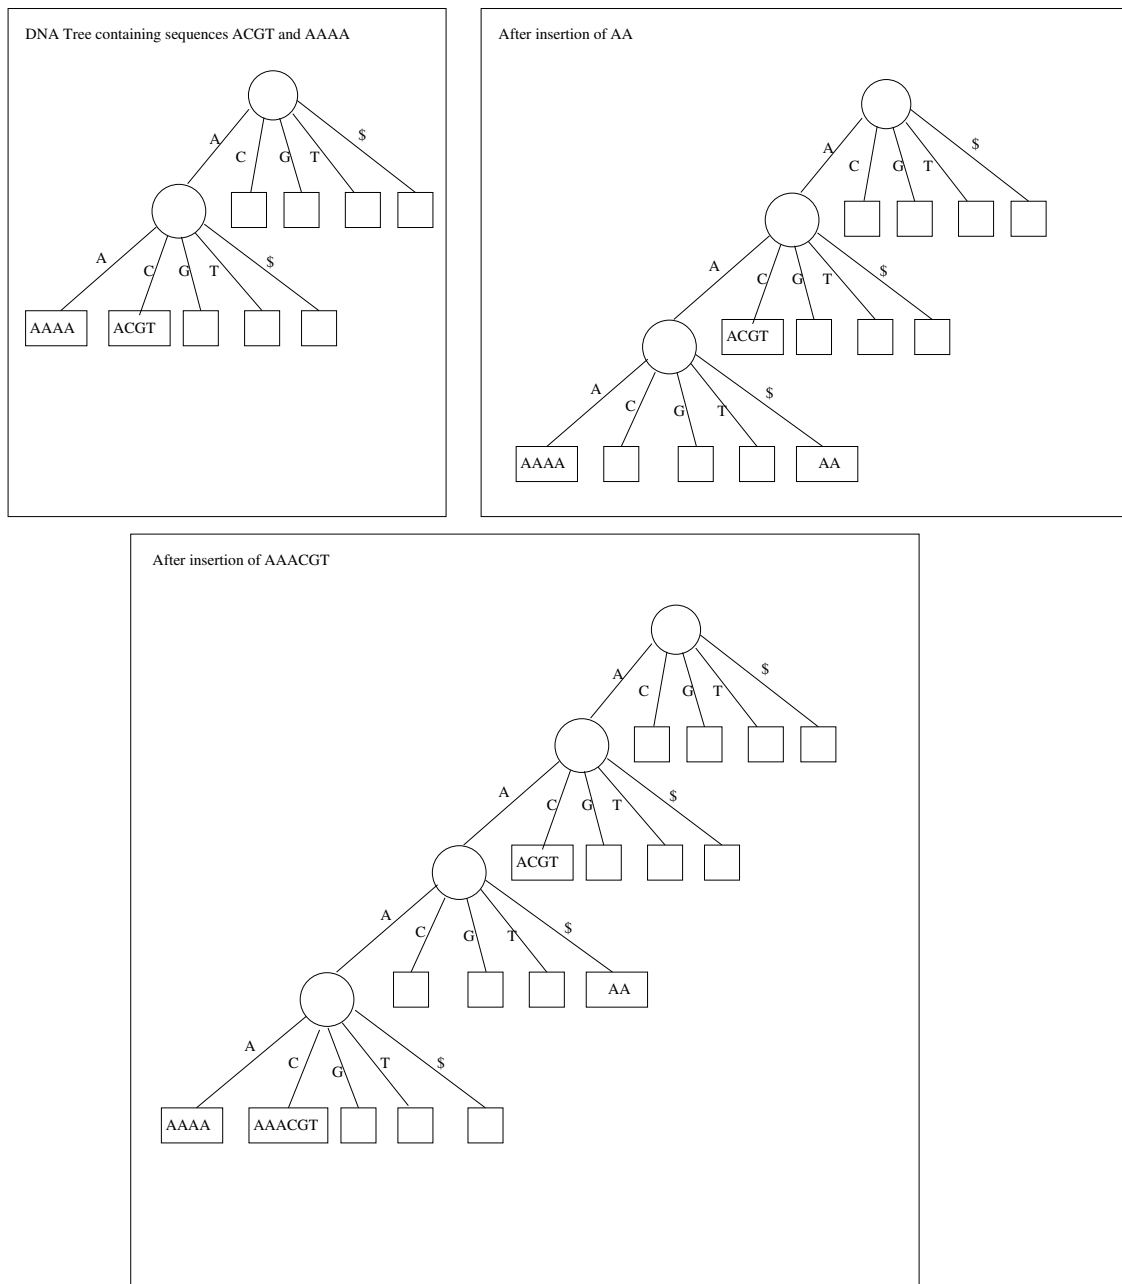 DNA Tree containing sequences ACGT and AAAA
A C G T $
A C G T $
AAAA ACGT
After insertion of AA
A C G T $
A C G T $
ACGT
A C G T $
AAAA AA
After insertion of AAACGT
A C G T $
A C G T $
ACGT
A C G T $
AA
A C G T $
AAAA AAACGT